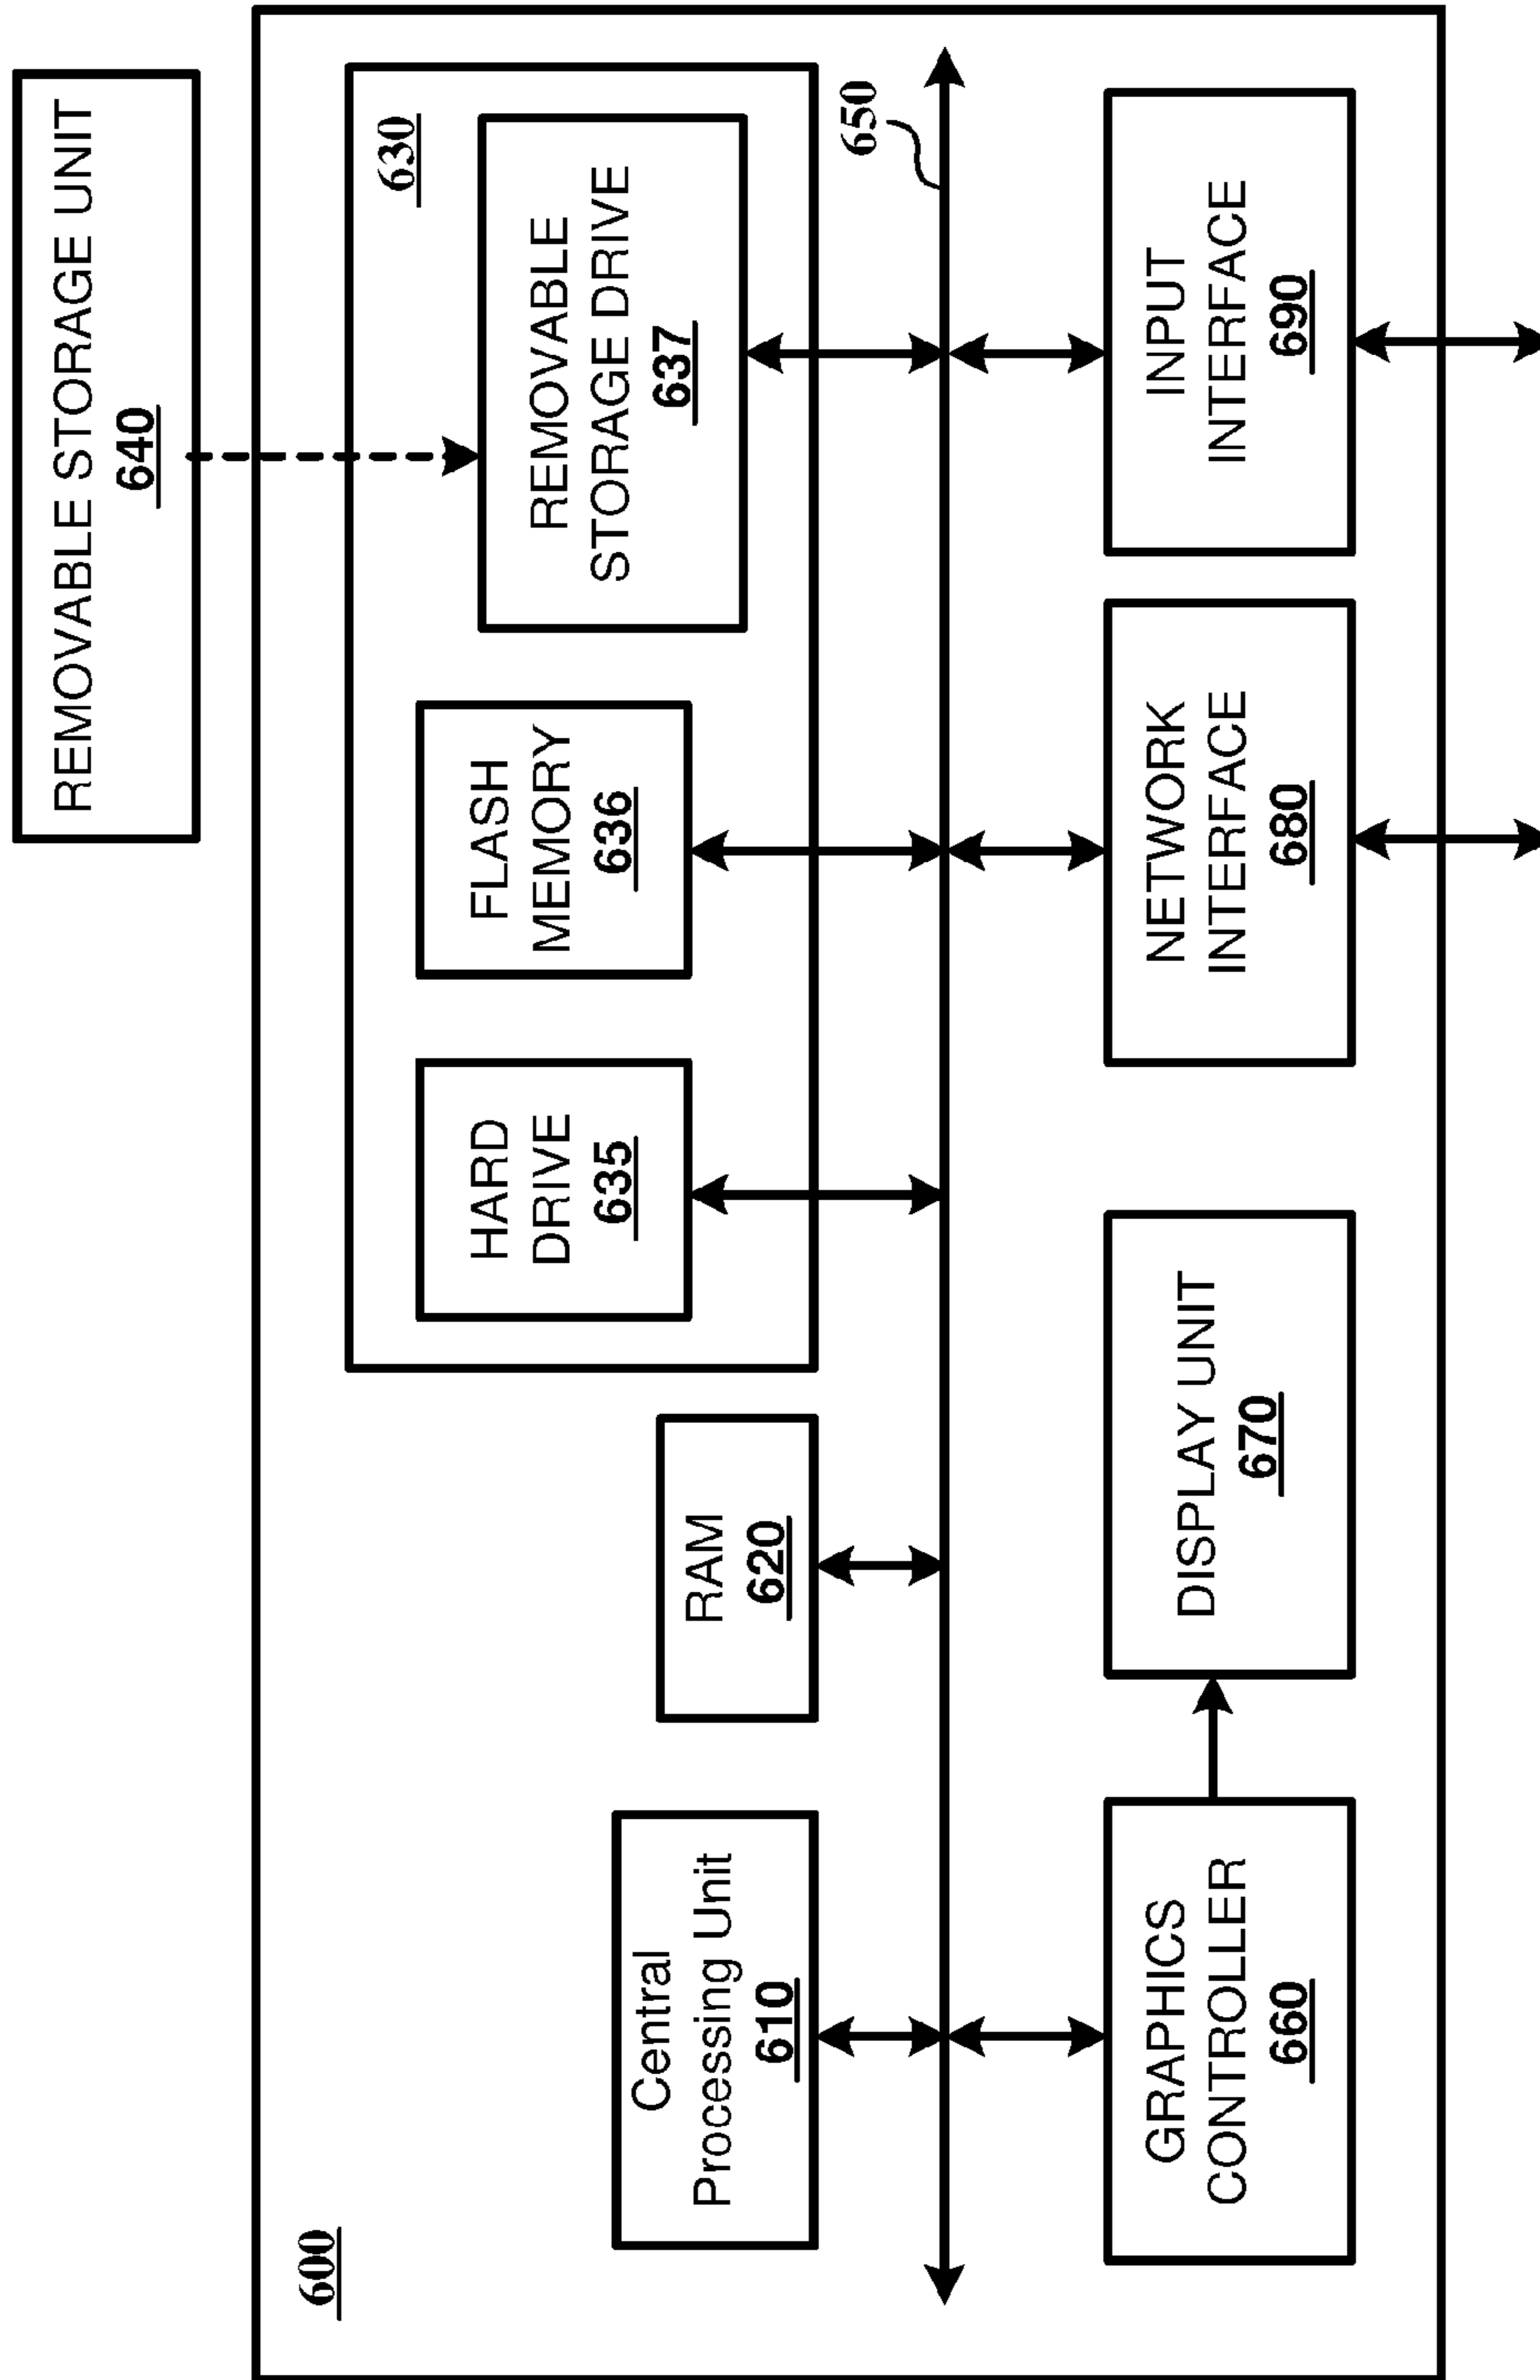 REMOVABLE STORAGE UNIT
640
600
630
HARD
DRIVE
635
FLASH
MEMORY
636
REMOVABLE
STORAGE DRIVE
637
Central
Processing Unit
610
RAM
620
650
GRAPHICS
CONTROLLER
660
DISPLAY UNIT
670
NETWORK
INTERFACE
680
INPUT
INTERFACE
690